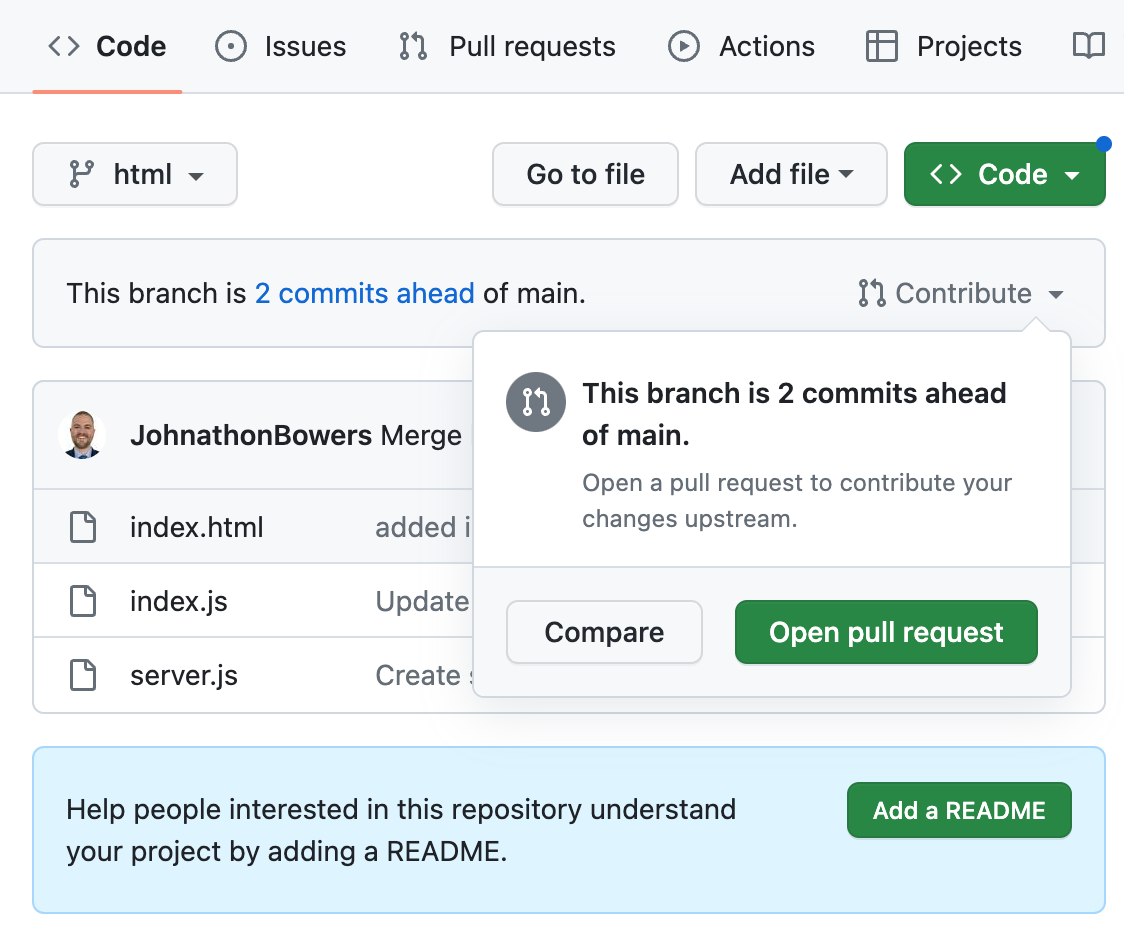 Code Issues Pull requests Actions Projects
html Go to file Add file Code
This branch is 2 commits ahead of main. Contribute
This branch is 2 commits ahead
of main.
Open a pull request to contribute your
changes upstream.
Compare Open pull request
JohnathonBowers Merge
index.html added
index.js Update
server.js Create
Help people interested in this repository understand
your project by adding a README.
Add a README